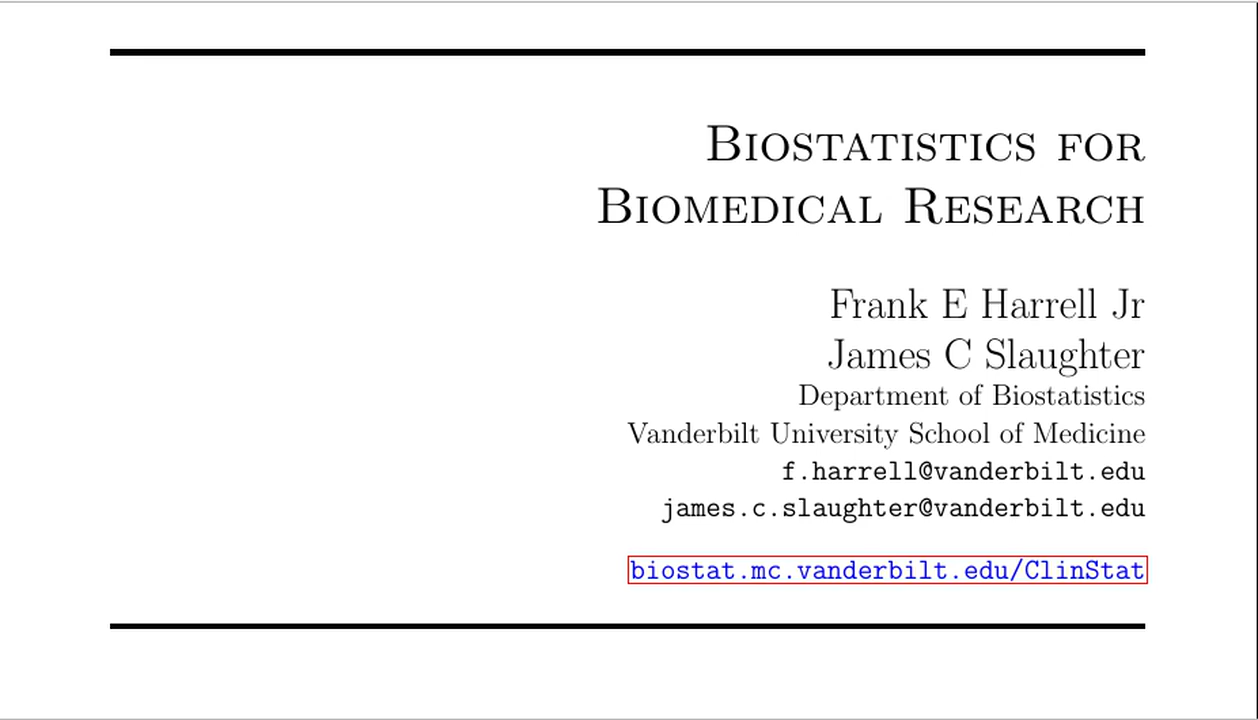 Biostatistics for
Biomedical Research
Frank E Harrell Jr
James C Slaughter
Department of Biostatistics
Vanderbilt University School of Medicine
f.harrell@vanderbilt.edu
james.c.slaughter@vanderbilt.edu
biostat.mc.vanderbilt.edu/ClinStat